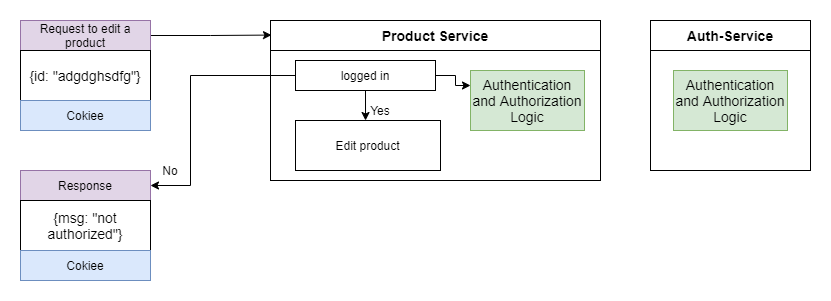 Request to edit a
product
{id: "adgdghsdfg"}
Cokiee
Product Service
logged in
Authentication
and Authorization
Logic
Yes
Edit product
Auth-Service
Authentication
and Authorization
Logic
No
Response
{msg: "not
authorized"}
Cokiee